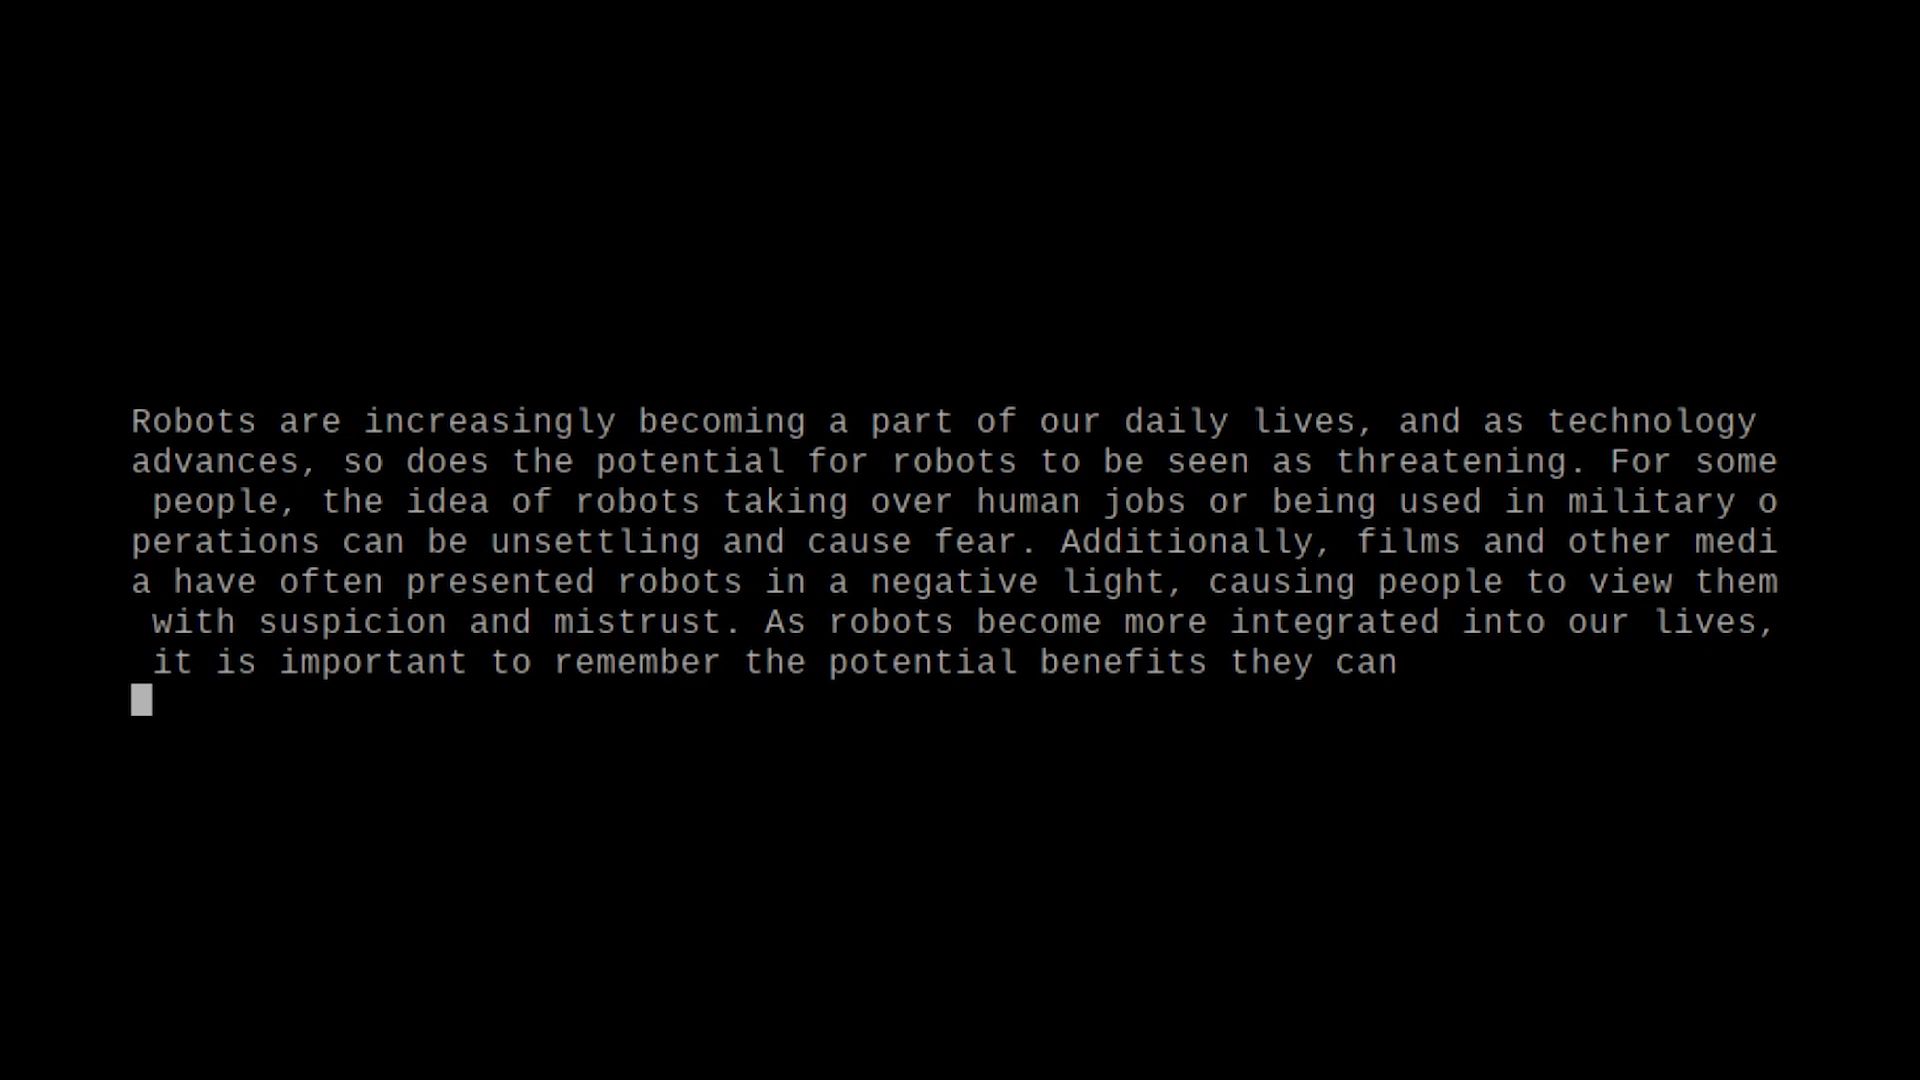 Robots are increasingly becoming a part of our daily lives, and as technology
advances, so does the potential for robots to be seen as threatening. For some
 people, the idea of robots taking over human jobs or being used in military o
perations can be unsettling and cause fear. Additionally, films and other medi
a have often presented robots in a negative light, causing people to view them
 with suspicion and mistrust. As robots become more integrated into our lives,
 it is important to remember the potential benefits they can